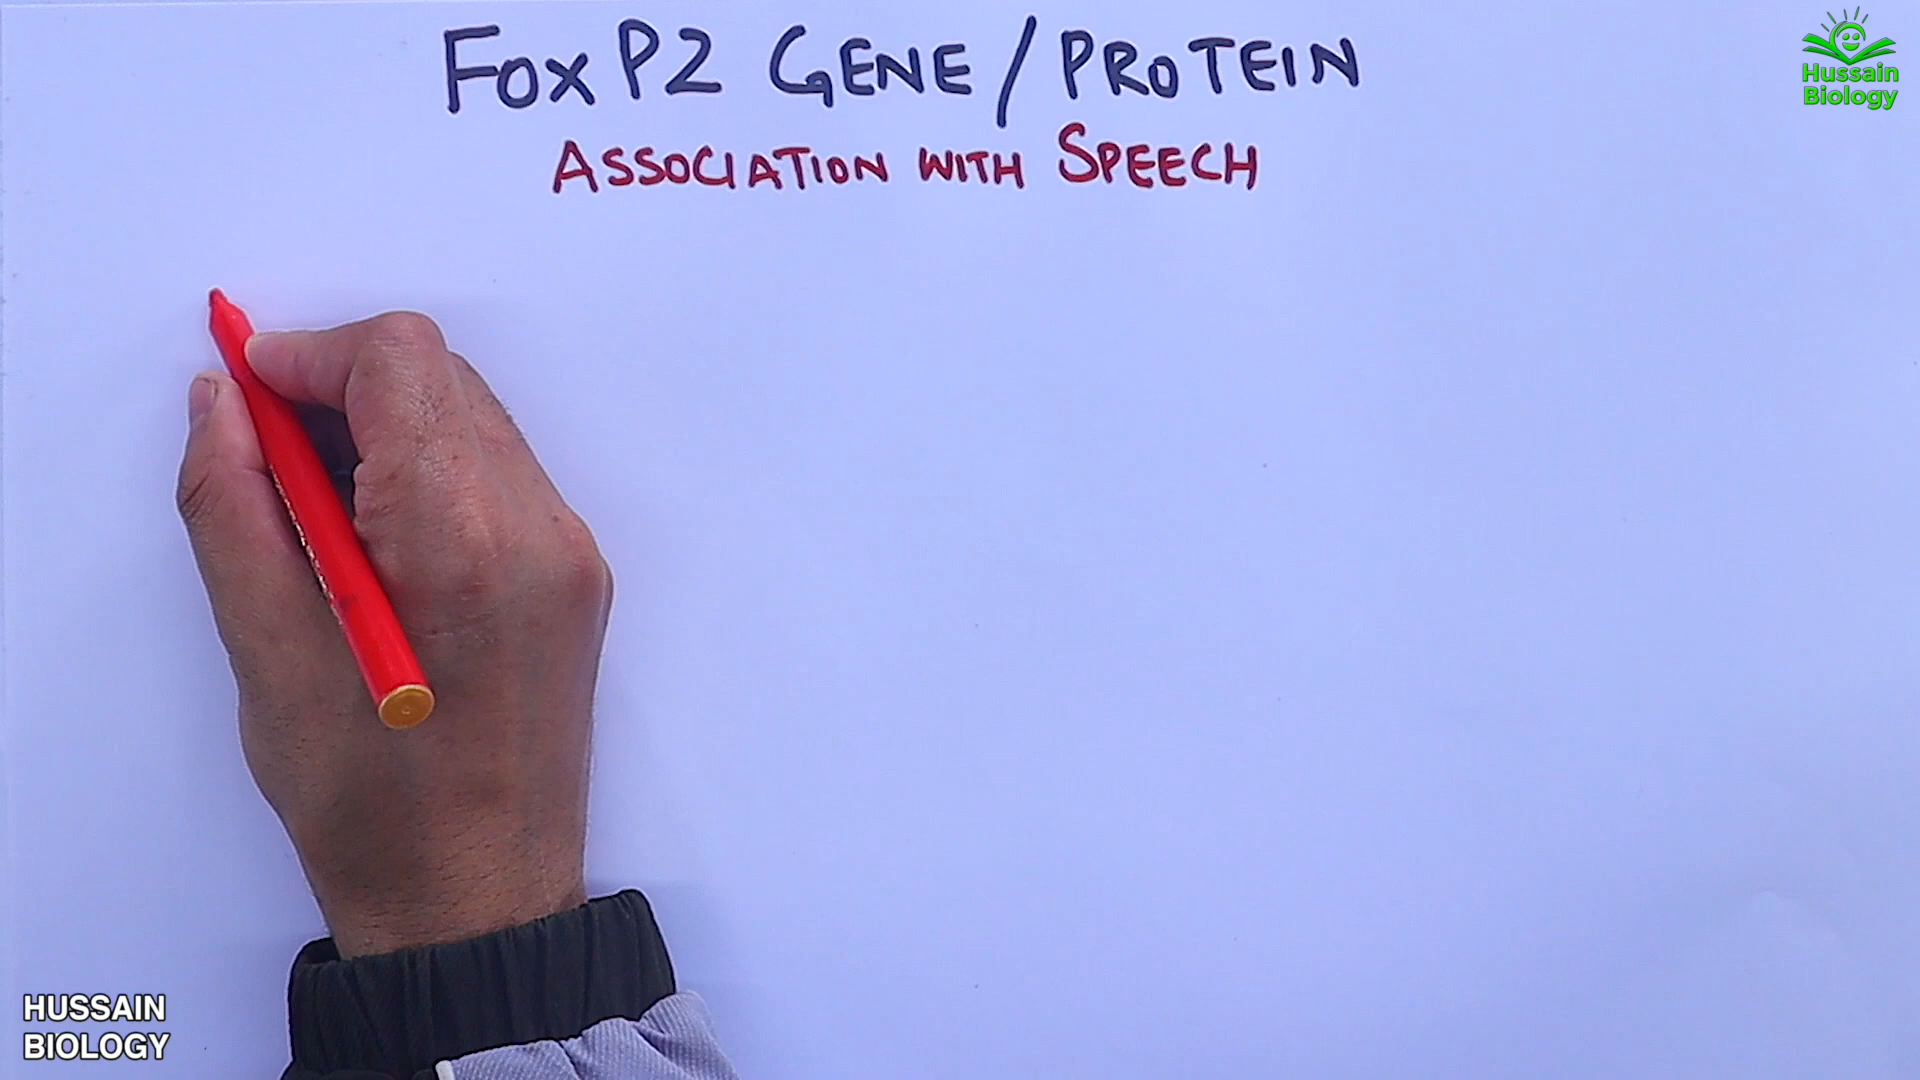 FOXP2 GENE/PROTEIN
ASSOCIATION WITH SPEECH
Hussain
Biology
HUSSAIN
BIOLOGY